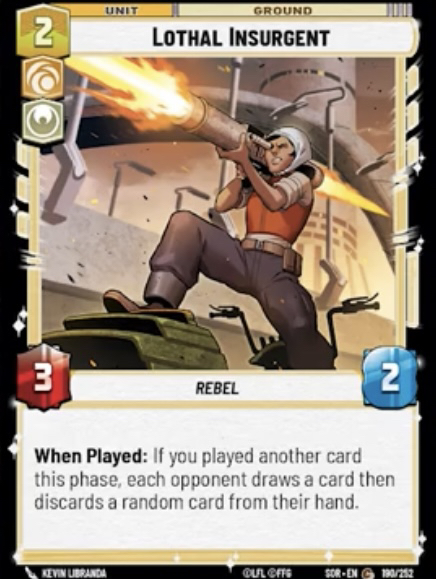 UNIT
GROUND
2
LOTHAL INSURGENT
3
REBEL
2
When Played: If you played another card
this phase, each opponent draws a card then
discards a random card from their hand.
KEVIN LIBRANDA
©LFL ©FFG
SOR • EN
C
190/252